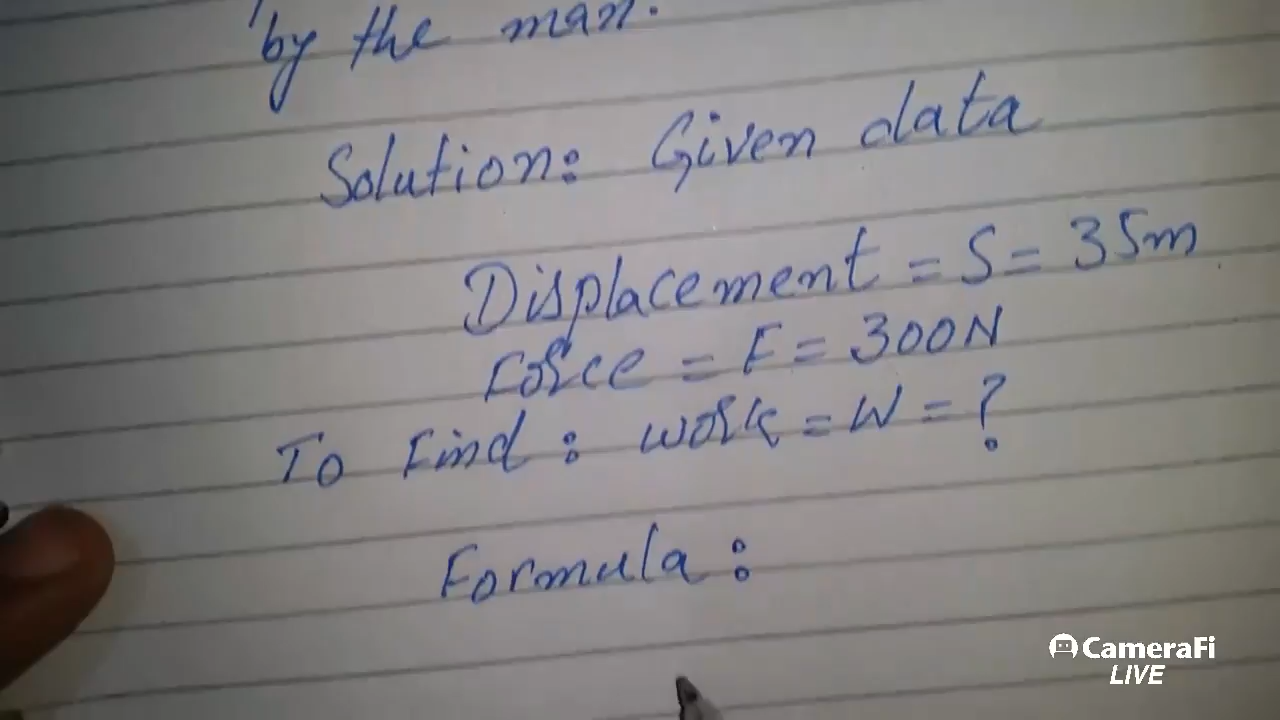 by the man.
Solution: Given data
Displacement = S = 35m
Force = F = 300N
To Find: work = W = ?
Formula:
CameraFi
LIVE